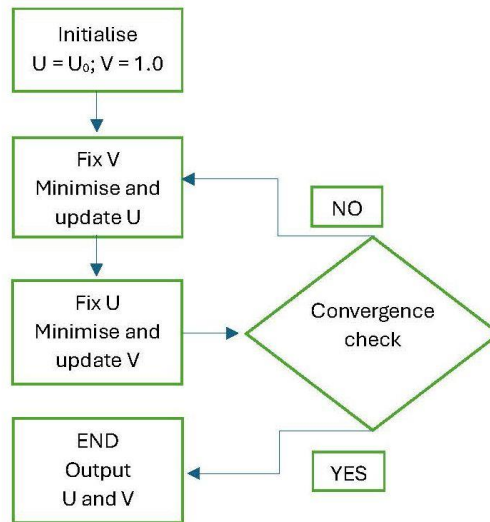 Initialise
U = U₀; V = 1.0
Fix V
Minimise and
update U
NO
Fix U
Minimise and
update V
Convergence
check
END
Output
U and V
YES